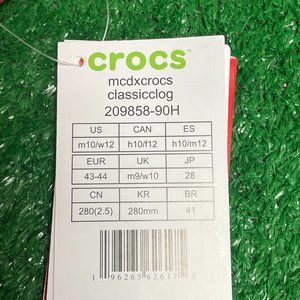 crocs
mcdxcrocs
classicclog
209858-90H
US CAN ES
m10/w12 h10/f12 h10/m12
EUR UK JP
43-44 m9/w10 28
CN KR BR
280(2.5) 280mm 41